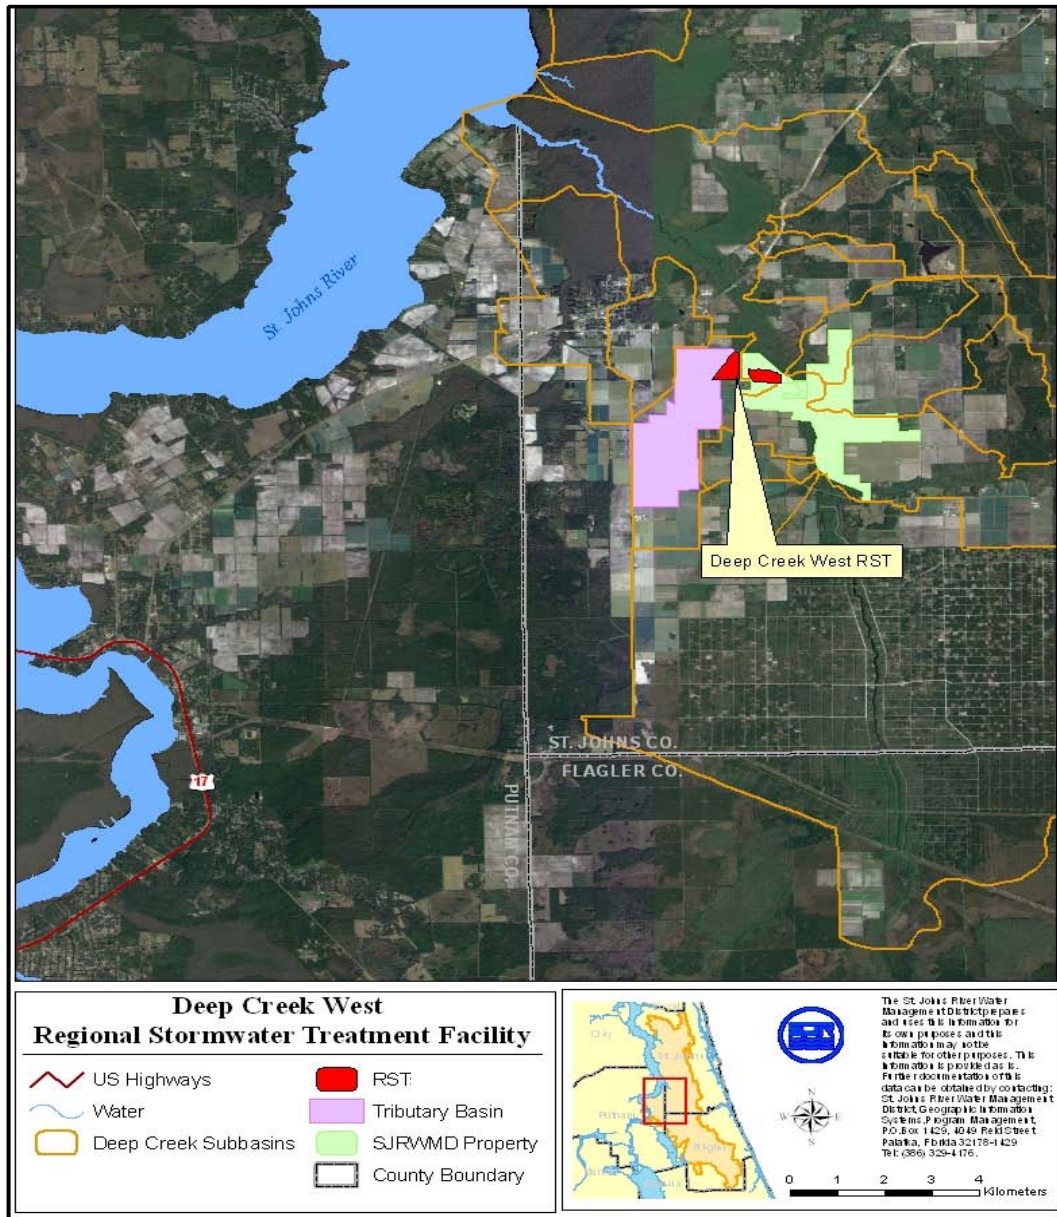 St. Johns River
Deep Creek West RST
ST. JOHNS CO.
FLAGLER CO.
PUTNAM CO.
17
Deep Creek West
Regional Stormwater Treatment Facility
US Highways
Water
Deep Creek Subbasins
RST
Tributary Basin
SJRWMD Property
County Boundary
Clay
St. Johns
Putnam
Flagler
N
W
E
S
0 1 2 3 4
Kilometers
The St. Johns River Water
Management District prepares
and uses this information for
its own purposes and this
information may not be
suitable for other purposes. This
information is provided as is.
Further documentation of this
data can be obtained by contacting:
St. Johns River Water Management
District, Geographic Information
Systems, Program Management,
P.O. Box 1429, 4049 Reid Street
Palatka, Florida 32178-1429
Tel: (386) 329-4176.